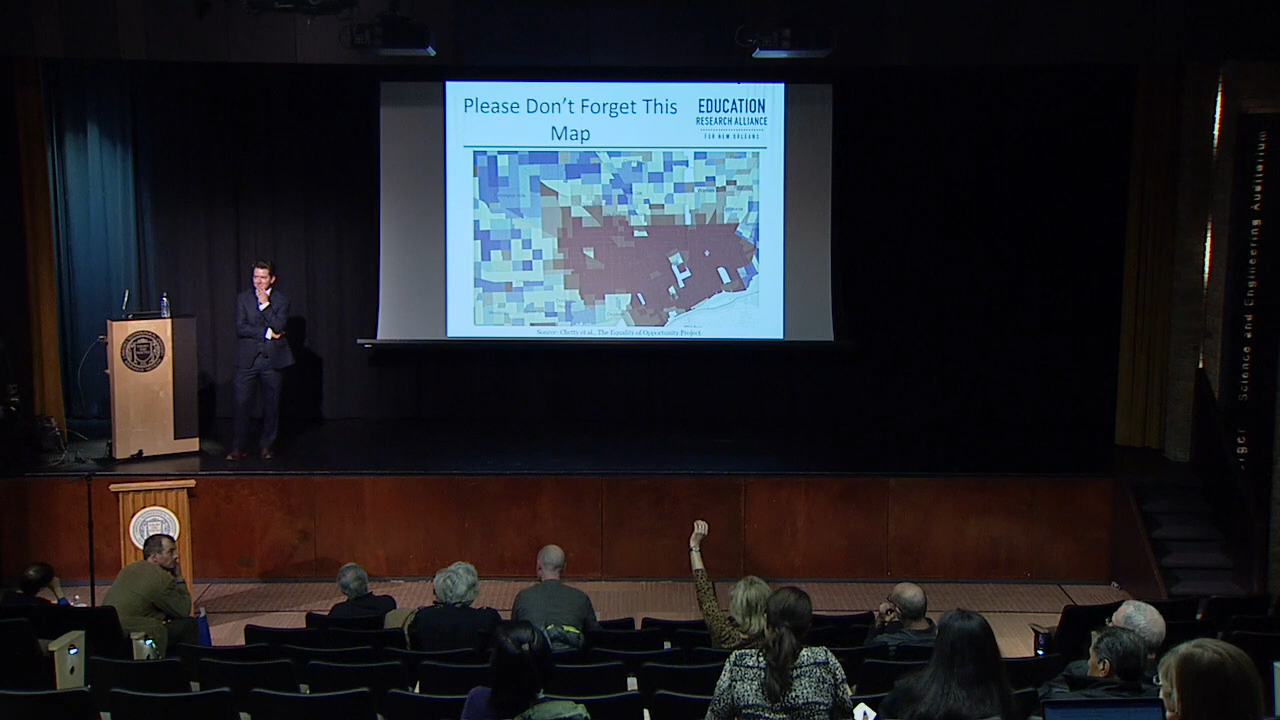 Please Don't Forget This
Map
EDUCATION
RESEARCH ALLIANCE
FOR NEW ORLEANS
Source: Chetty et al., The Equality of Opportunity Project
Science and Engineering Auditorium